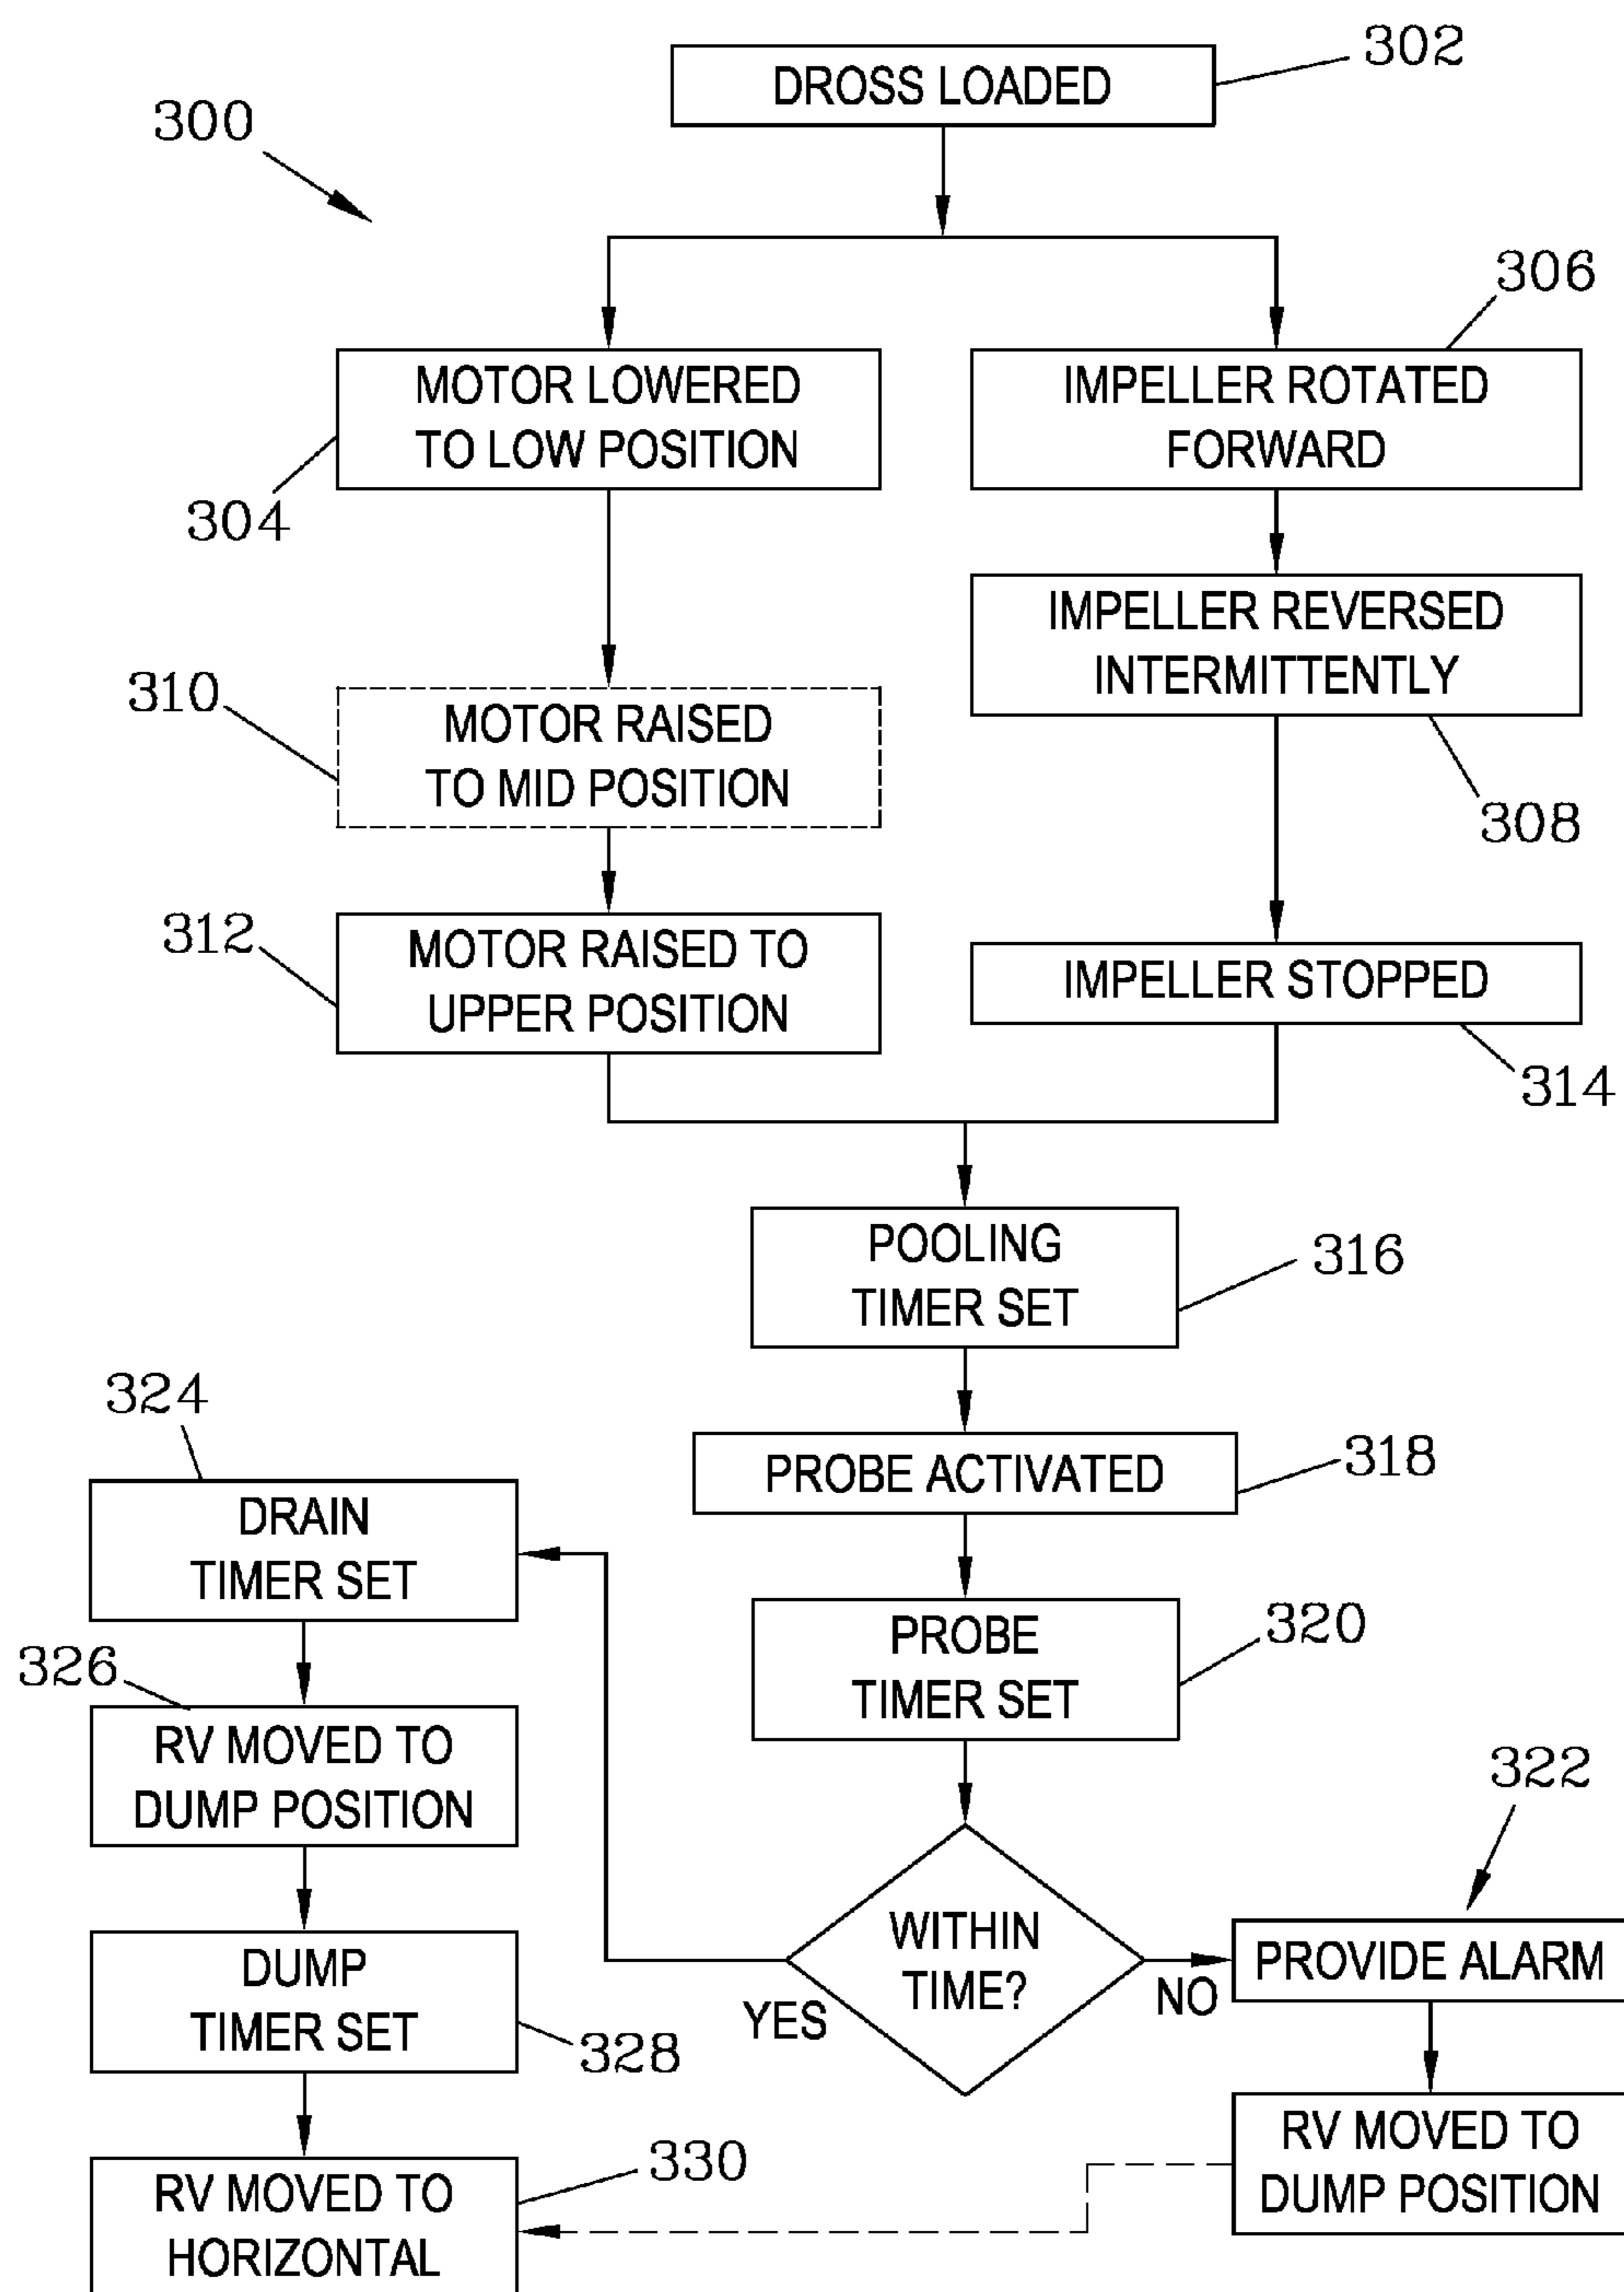 302
DROSS LOADED
300
306
MOTOR LOWERED
TO LOW POSITION
IMPELLER ROTATED
FORWARD
304
IMPELLER REVERSED
INTERMITTENTLY
310
MOTOR RAISED
TO MID POSITION
308
312
MOTOR RAISED TO
UPPER POSITION
IMPELLER STOPPED
314
POOLING
TIMER SET
316
324
PROBE ACTIVATED
318
DRAIN
TIMER SET
PROBE
TIMER SET
320
326
RV MOVED TO
DUMP POSITION
322
WITHIN
TIME?
YES
NO
PROVIDE ALARM
DUMP
TIMER SET
328
RV MOVED TO
DUMP POSITION
330
RV MOVED TO
HORIZONTAL